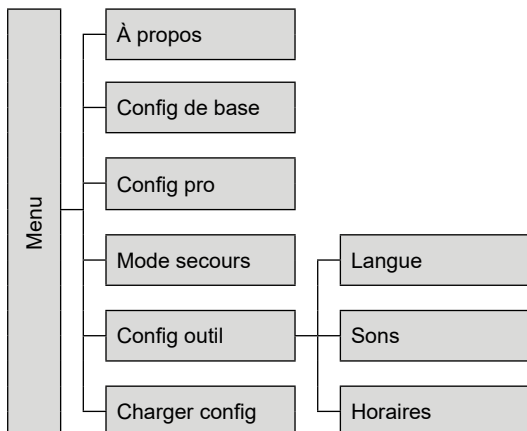 Menu
À propos
Config de base
Config pro
Mode secours
Config outil
Charger config
Langue
Sons
Horaires